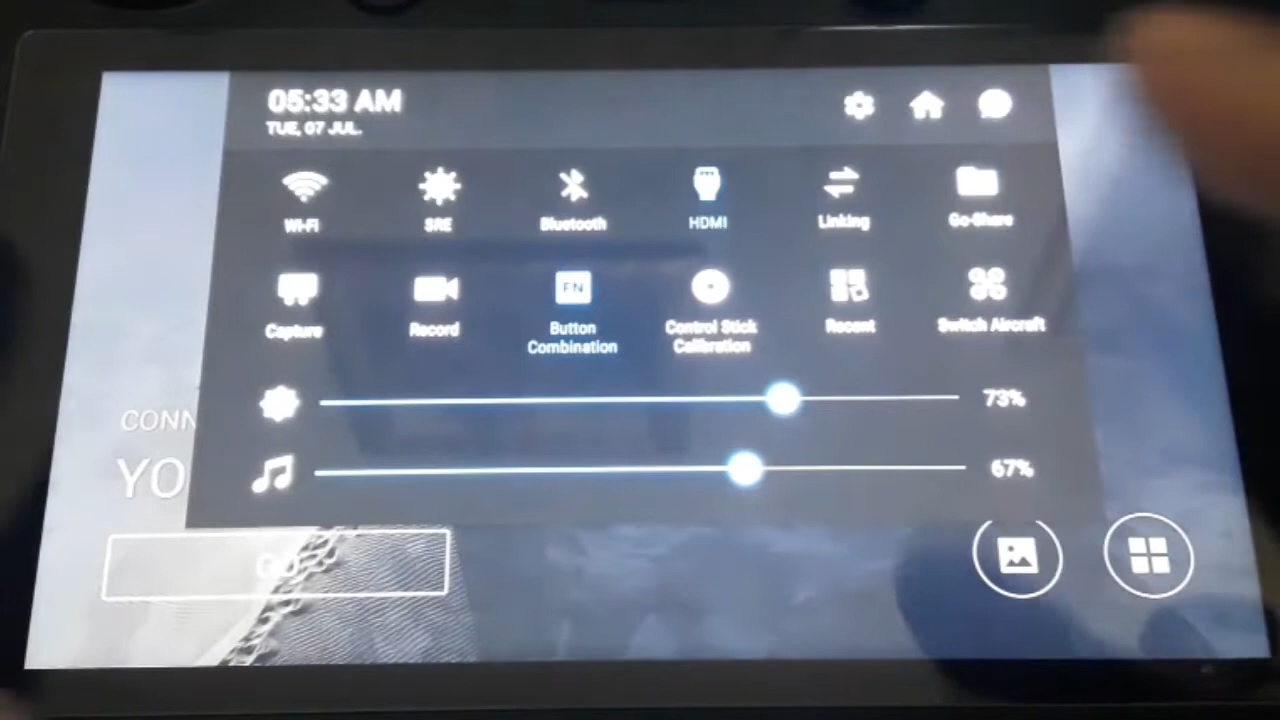 05:33 AM
TUE, 07 JUL.
Wi-Fi
SRE
Bluetooth
HDMI
Linking
Go-Share
Capture
Record
FN
Button
Combination
Control Stick
Calibration
Recent
Switch Aircraft
73%
67%
CONN
YO
GO